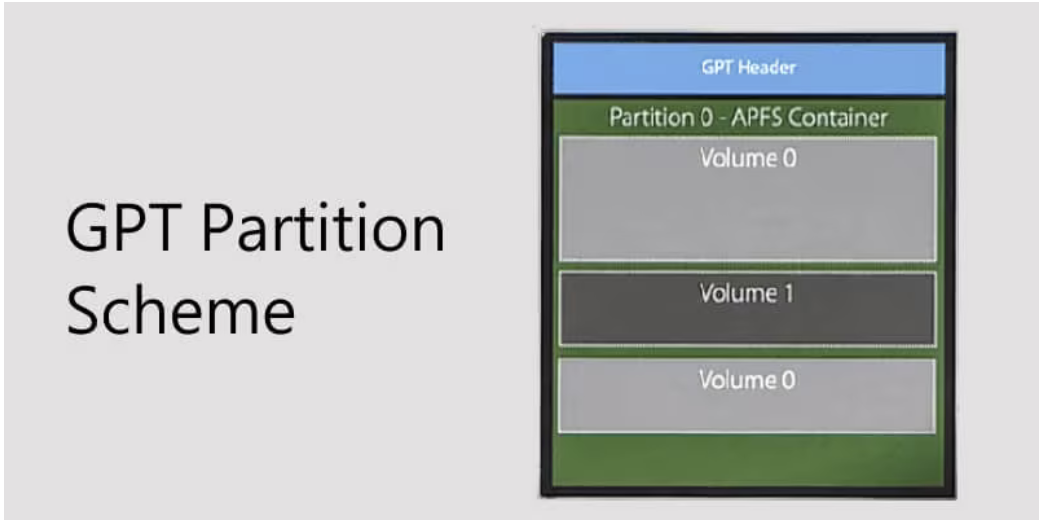 GPT Partition
Scheme
GPT Header
Partition 0 - APFS Container
Volume 0
Volume 1
Volume 0